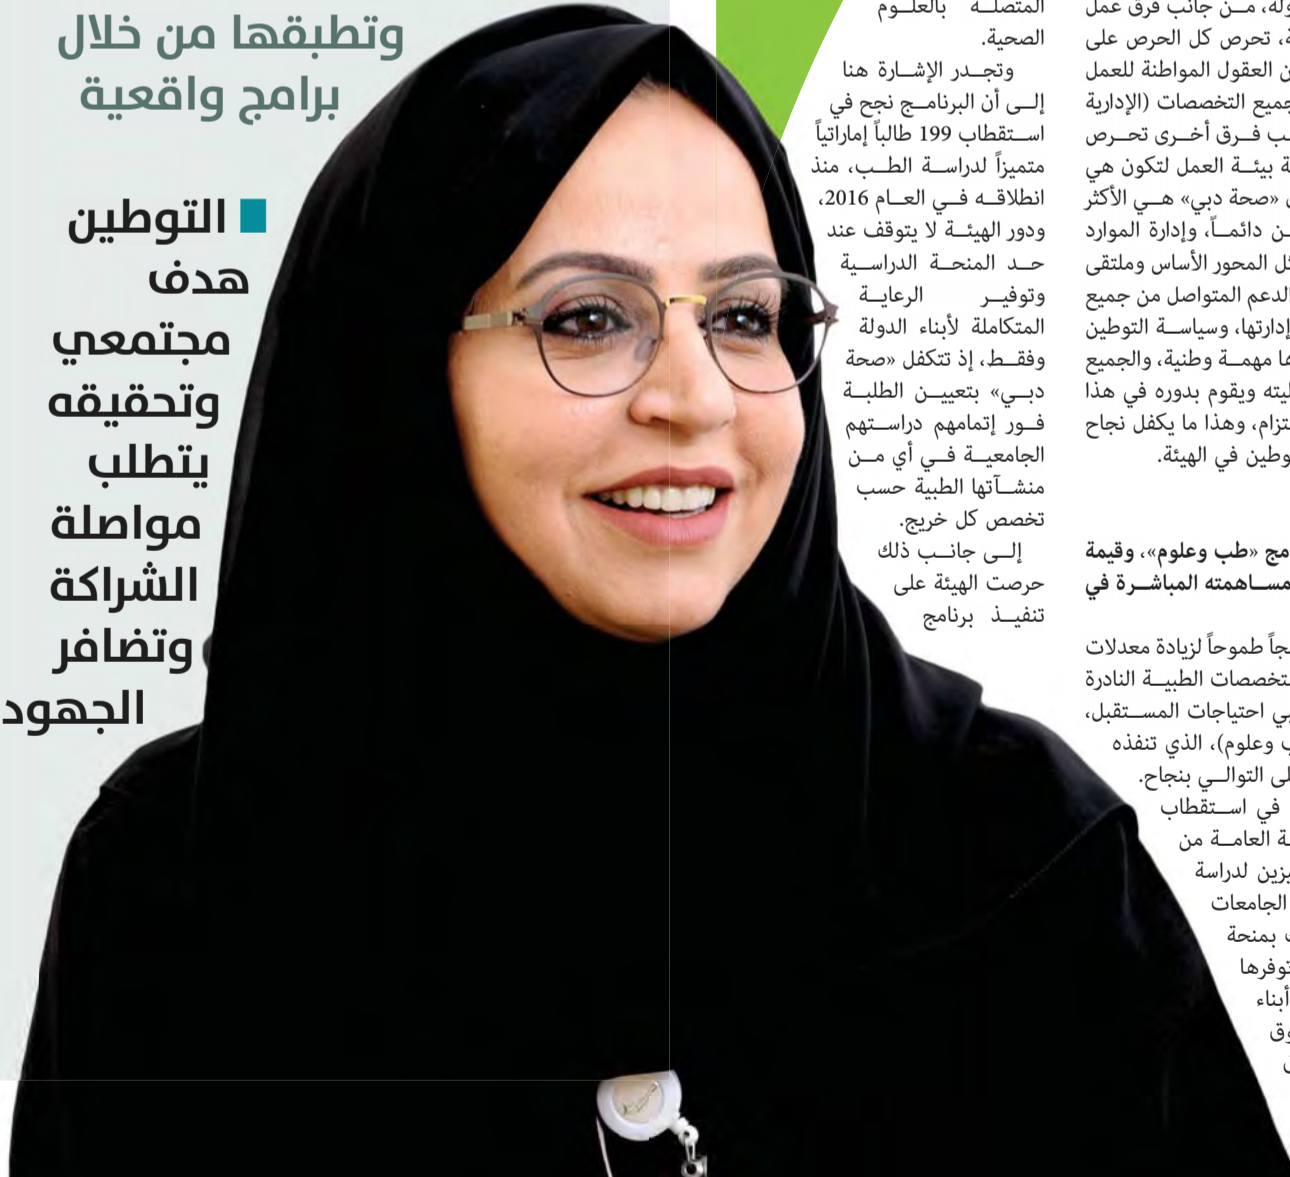 وتطبقها من خلال
برامج واقعية
التوطين
هدف
مجتمعي
وتحقيقه
يتطلب
مواصلة
الشراكة
وتضافر
الجهود
من جانب فرق عمل
تحرص كل الحرص على
العقول المواطنة للعمل
جميع التخصصات (الإدارية
فرق أخرى تحرص
بيئة العمل لتكون هي
«صحة دبي» هي الأكثر
دائماً، وإدارة الموارد
المحور الأساس وملتقى
الدعم المتواصل من جميع
إدارتها، وسياسة التوطين
مهمة وطنية، والجميع
ويقوم بدوره في هذا
وهذا ما يكفل نجاح
في الهيئة.
«طب وعلوم»، وقيمة
مساهمته المباشرة في
طموحاً لزيادة معدلات
الطبية النادرة
احتياجات المستقبل،
وعلوم)، الذي تنفذه
التوالي بنجاح.
في استقطاب
العامة من
لدراسة
الجامعات
بمنحة
توفرها
أبناء
المتصلة بالعلوم
الصحية.
وتجدر الإشارة هنا
إلى أن البرنامج نجح في
استقطاب 199 طالباً إماراتياً
متميزاً لدراسة الطب، منذ
انطلاقه في العام 2016،
ودور الهيئة لا يتوقف عند
حد المنحة الدراسية
وتوفير الرعاية
المتكاملة لأبناء الدولة
وفقط، إذ تتكفل «صحة
دبي» بتعيين الطلبة
فور إتمامهم دراستهم
الجامعية في أي من
منشآتها الطبية حسب
تخصص كل خريج.
إلى جانب ذلك
حرصت الهيئة على
تنفيذ برنامج